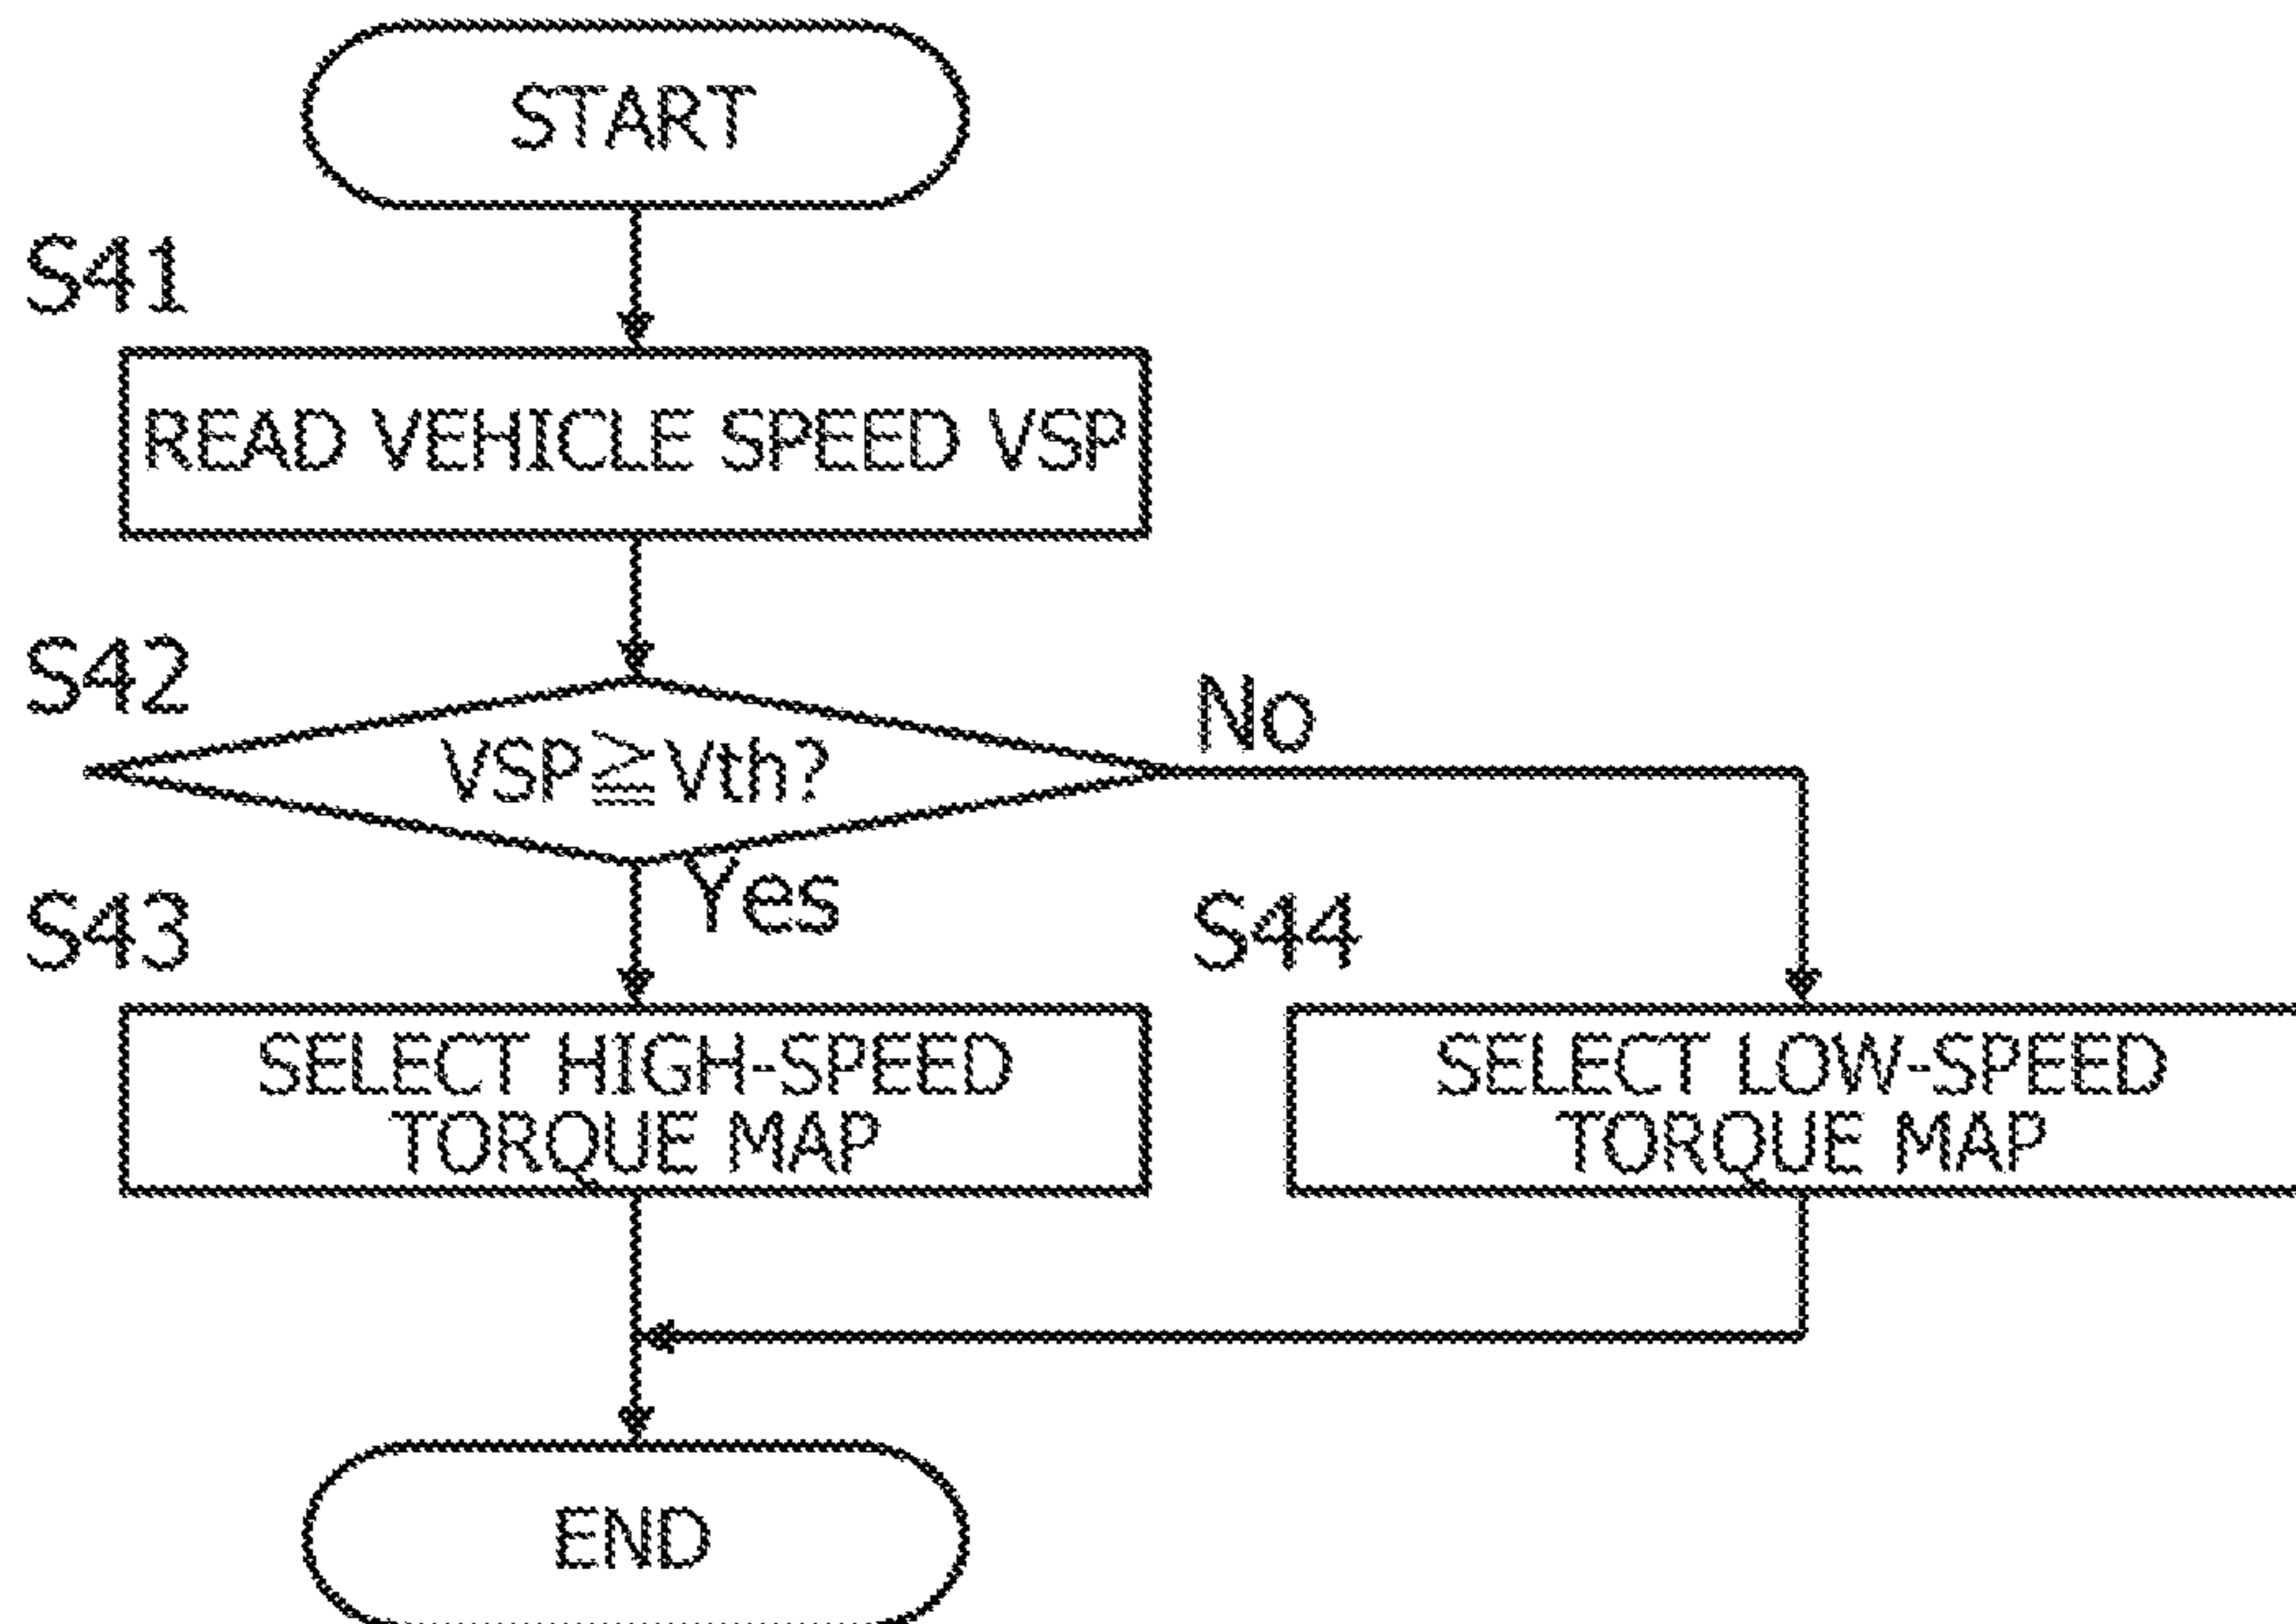 START
S41
READ VEHICLE SPEED VSP
S42
VSP≧Vth?
No
Yes
S43
SELECT HIGH-SPEED
TORQUE MAP
S44
SELECT LOW-SPEED
TORQUE MAP
END